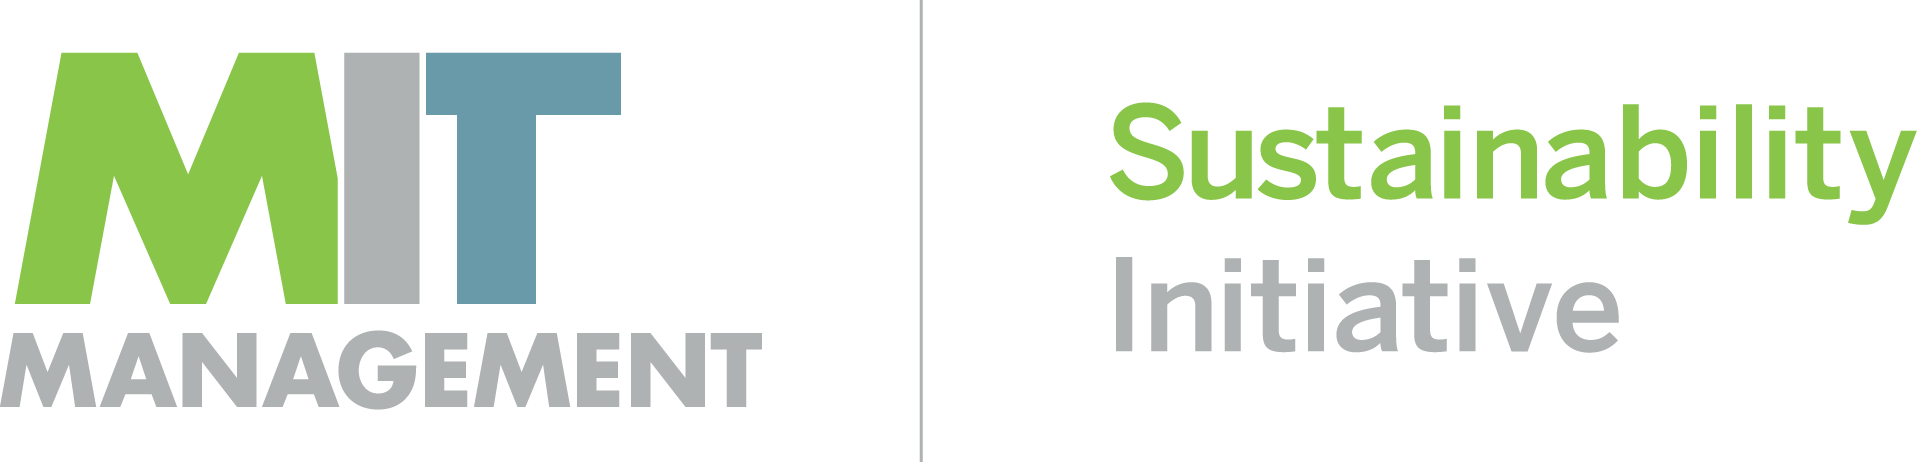 MIT
MANAGEMENT
Sustainability
Initiative